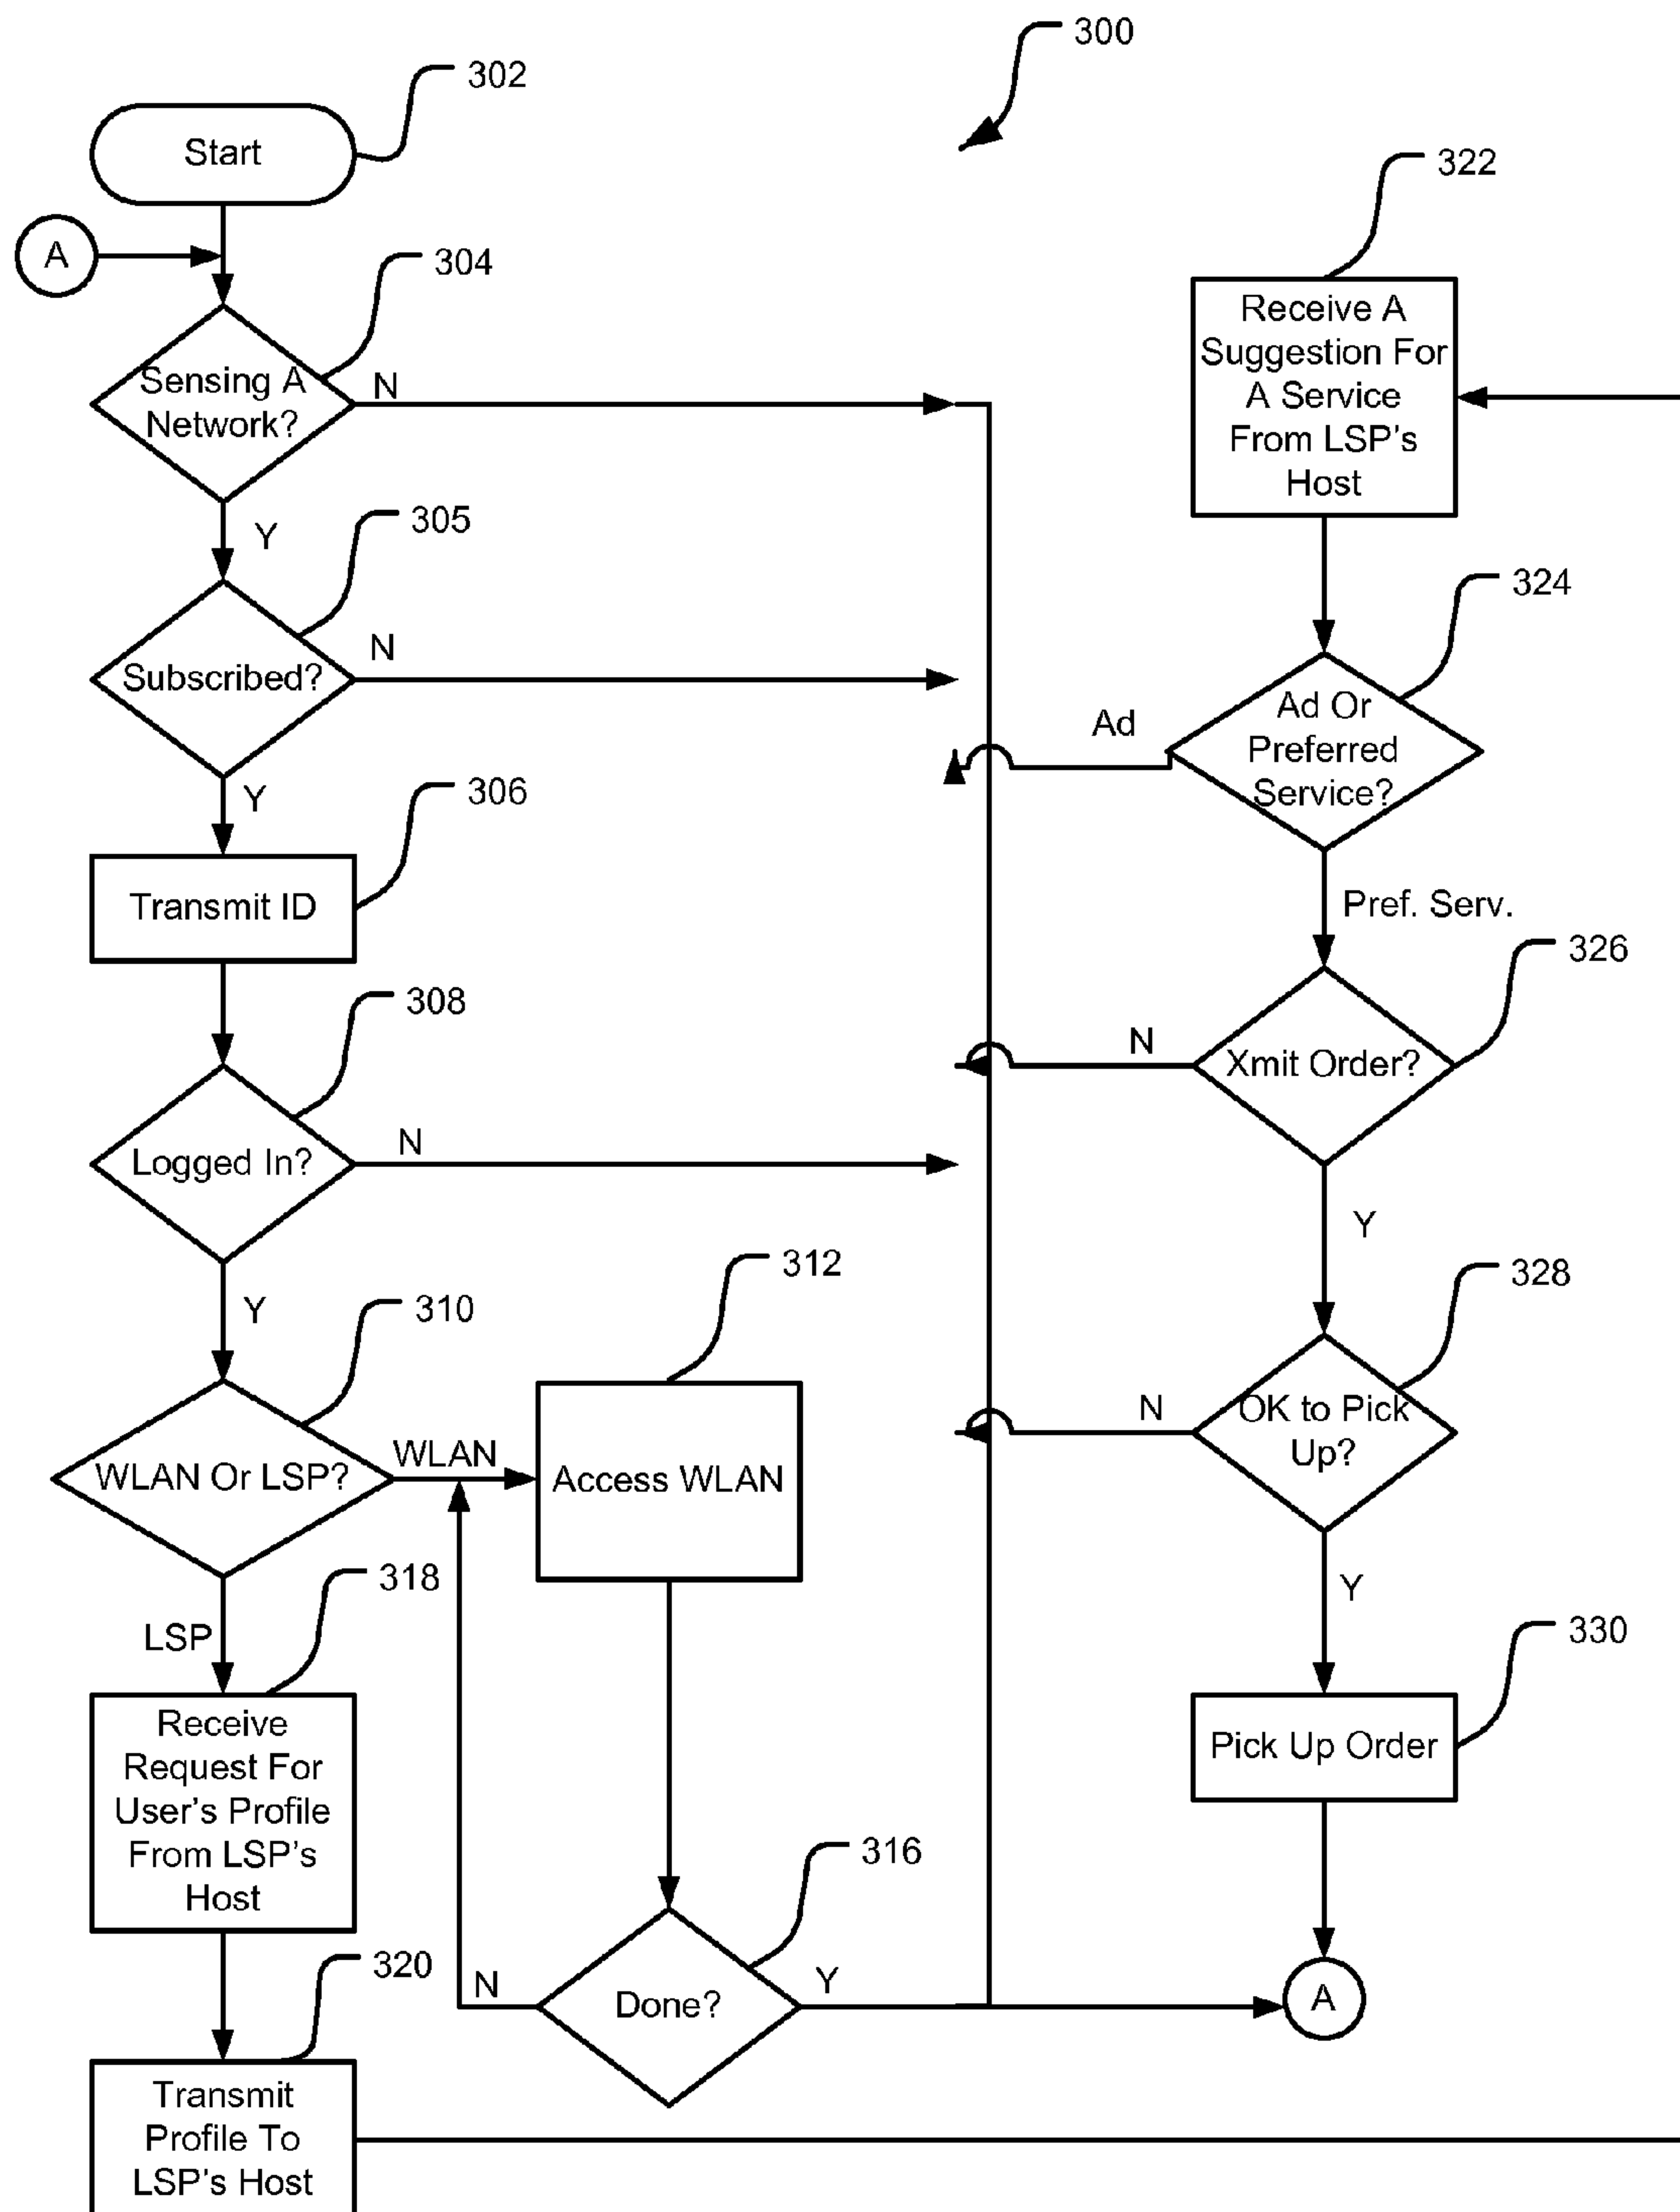 300
302
Start
A
304
Sensing A
Network?
N
Y
305
Subscribed?
N
Y
306
Transmit ID
308
Logged In?
N
Y
310
WLAN Or LSP?
WLAN
312
Access WLAN
LSP
318
Receive
Request For
User's Profile
From LSP's
Host
316
Done?
N
Y
320
Transmit
Profile To
LSP's Host
322
Receive A
Suggestion For
A Service
From LSP's
Host
324
Ad Or
Preferred
Service?
Ad
Pref. Serv.
326
Xmit Order?
N
Y
328
OK to Pick
Up?
N
Y
330
Pick Up Order
A